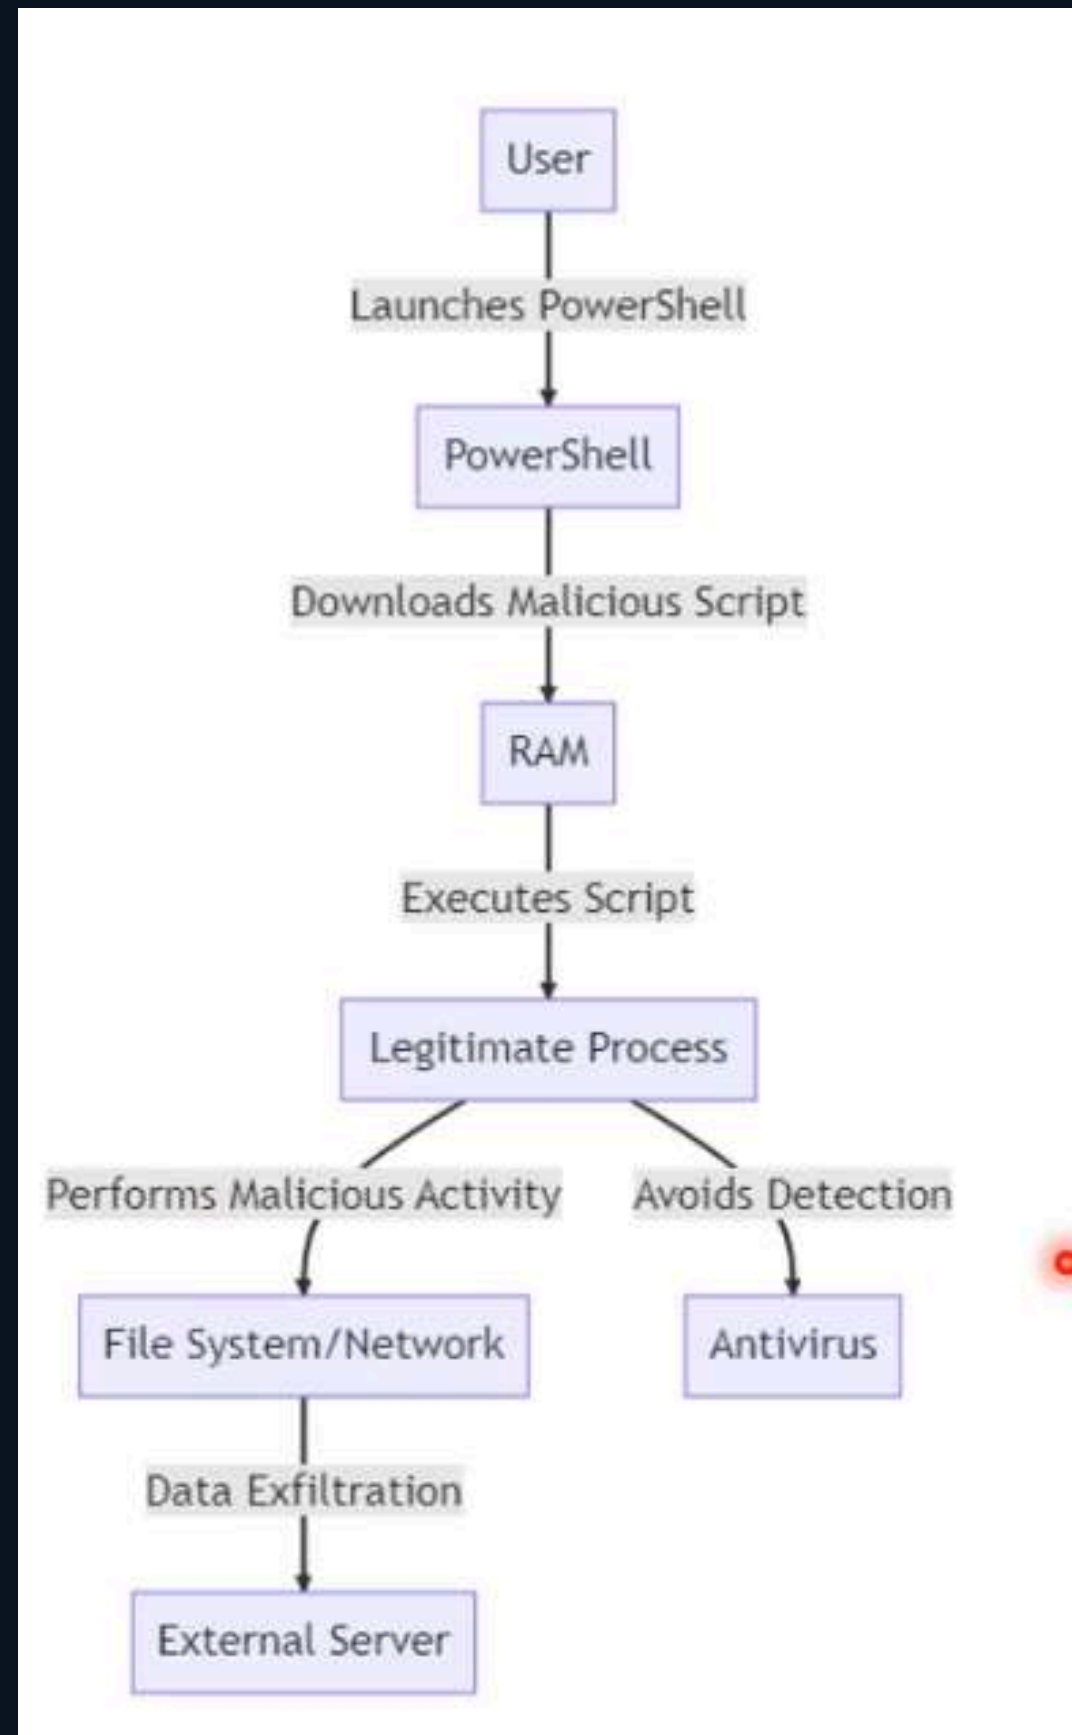 User
Launches PowerShell
PowerShell
Downloads Malicious Script
RAM
Executes Script
Legitimate Process
Performs Malicious Activity
Avoids Detection
File System/Network
Antivirus
Data Exfiltration
External Server